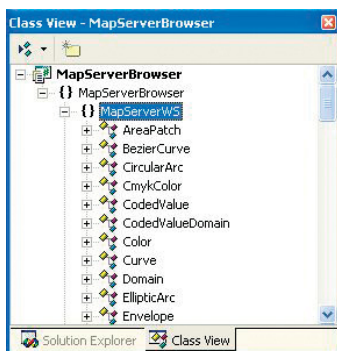 Class View - MapServerBrowser
MapServerBrowser
{} MapServerBrowser
{} MapServerWS
AreaPatch
BezierCurve
CircularArc
CmykColor
CodedValue
CodedValueDomain
Color
Curve
Domain
EllipticArc
Envelope
Solution Explorer Class View